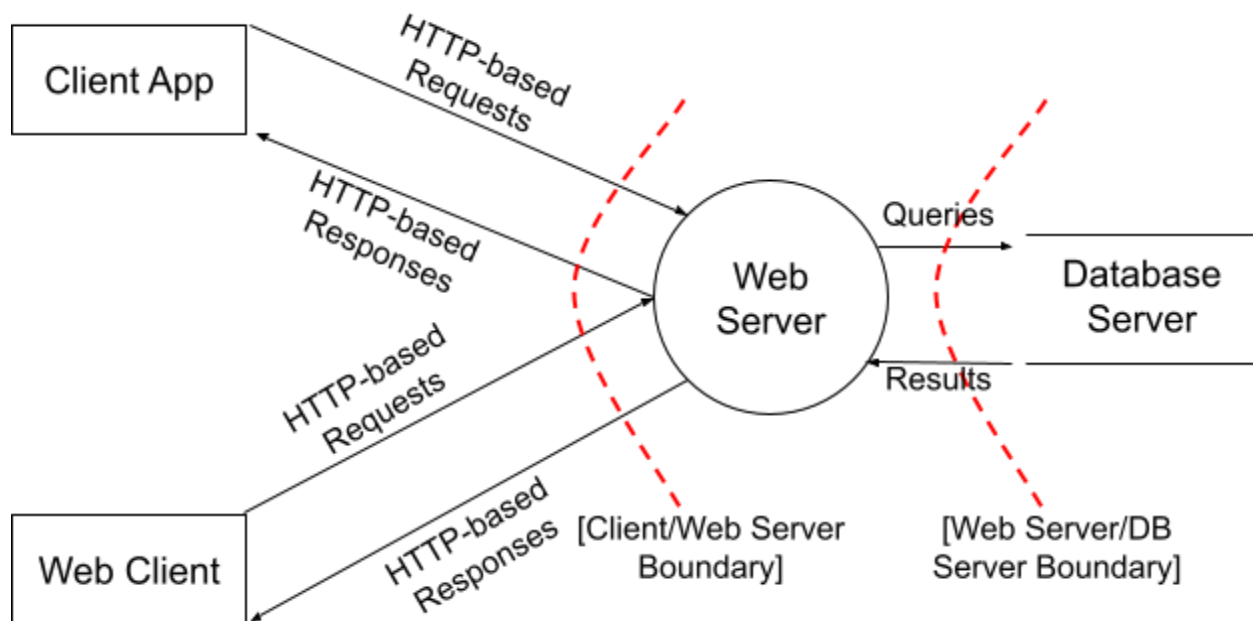 Client App
HTTP-based
Requests
HTTP-based
Responses
HTTP-based
Requests
HTTP-based
Responses
Web Client
Web
Server
Queries
Results
Database
Server
[Client/Web Server
Boundary]
[Web Server/DB
Server Boundary]